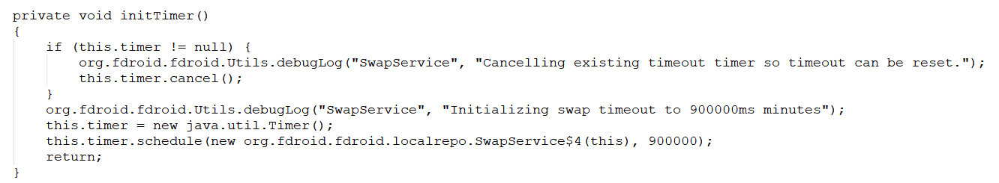 private void initTimer()
{
    if (this.timer != null) {
        org.fdroid.fdroid.Utils.debugLog("SwapService", "Cancelling existing timeout timer so timeout can be reset.");
        this.timer.cancel();
    }
    org.fdroid.fdroid.Utils.debugLog("SwapService", "Initializing swap timeout to 900000ms minutes");
    this.timer = new java.util.Timer();
    this.timer.schedule(new org.fdroid.fdroid.localrepo.SwapService$4(this), 900000);
    return;
}